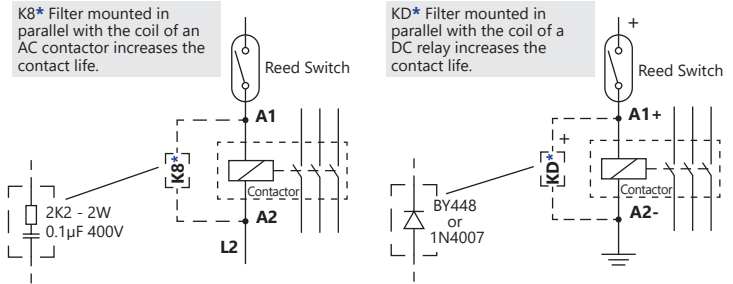 K8* Filter mounted in
parallel with the coil of an
AC contactor increases the
contact life.
Reed Switch
A1
K8*
Contactor
2K2 - 2W
0.1µF 400V
A2
L2
KD* Filter mounted in
parallel with the coil of a
DC relay increases the
contact life.
+
Reed Switch
A1+
+
KD*
Contactor
BY448
or
1N4007
A2-